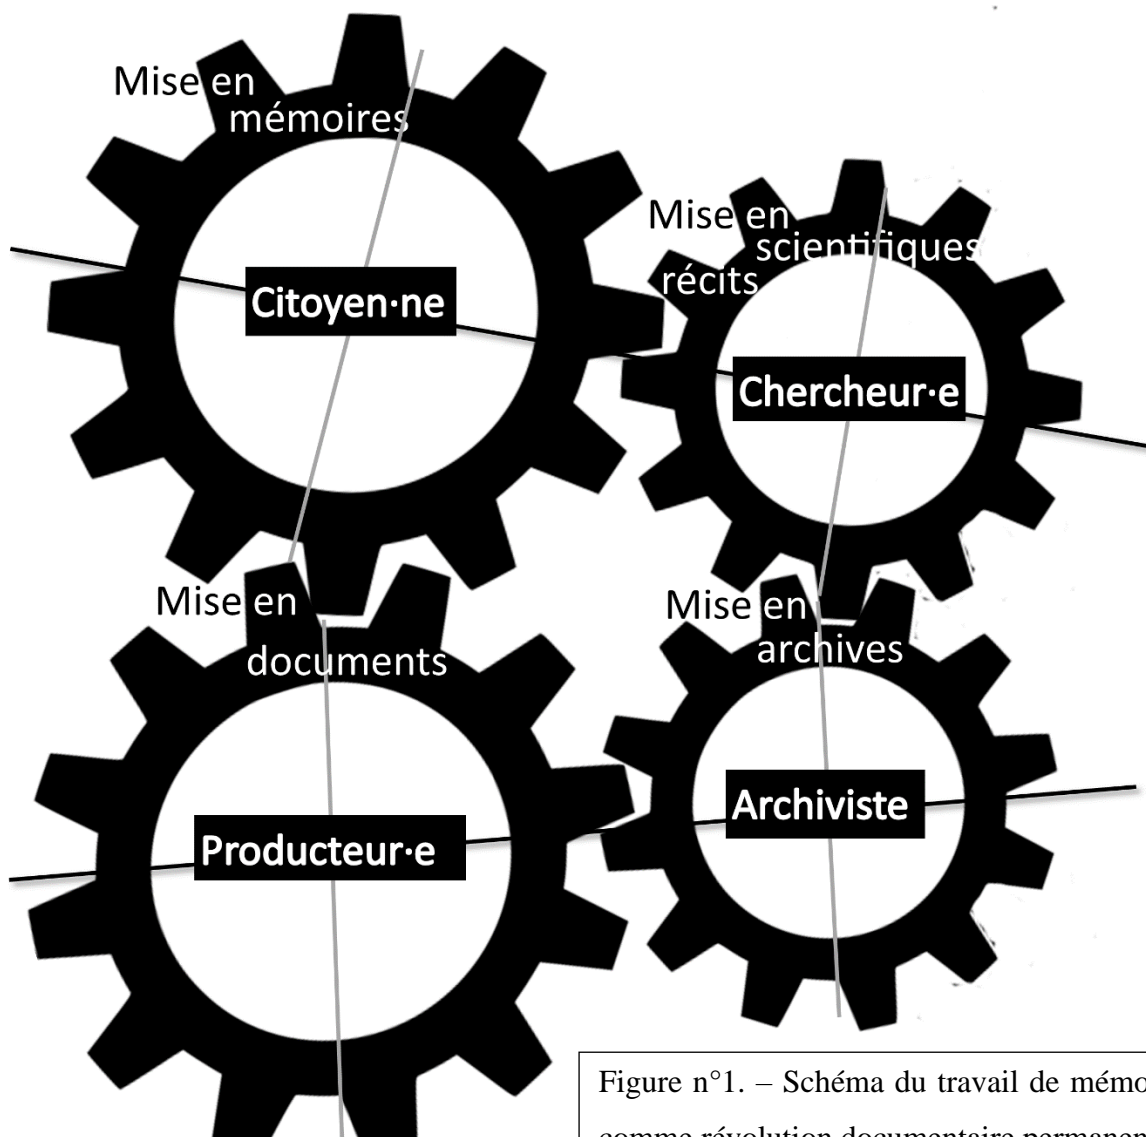 Mise en
mémoires
Citoyen·ne
Mise en
scientifiques
récits
Chercheur·e
Mise en
documents
Producteur·e
Mise en
archives
Archiviste
Figure n°1. – Schéma du travail de mémo
comme révolution documentaire permanen